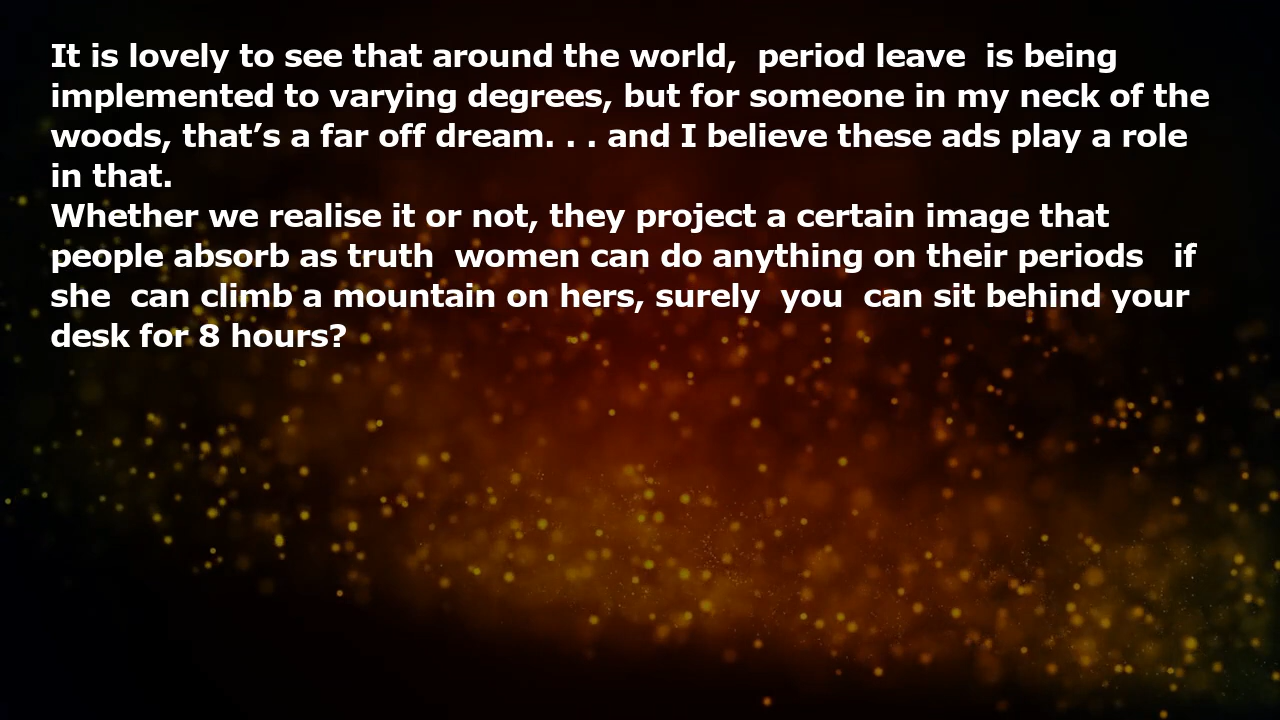 It is lovely to see that around the world,  period leave  is being
implemented to varying degrees, but for someone in my neck of the
woods, that’s a far off dream. . . and I believe these ads play a role
in that.
Whether we realise it or not, they project a certain image that
people absorb as truth  women can do anything on their periods   if
she  can climb a mountain on hers, surely  you  can sit behind your
desk for 8 hours?